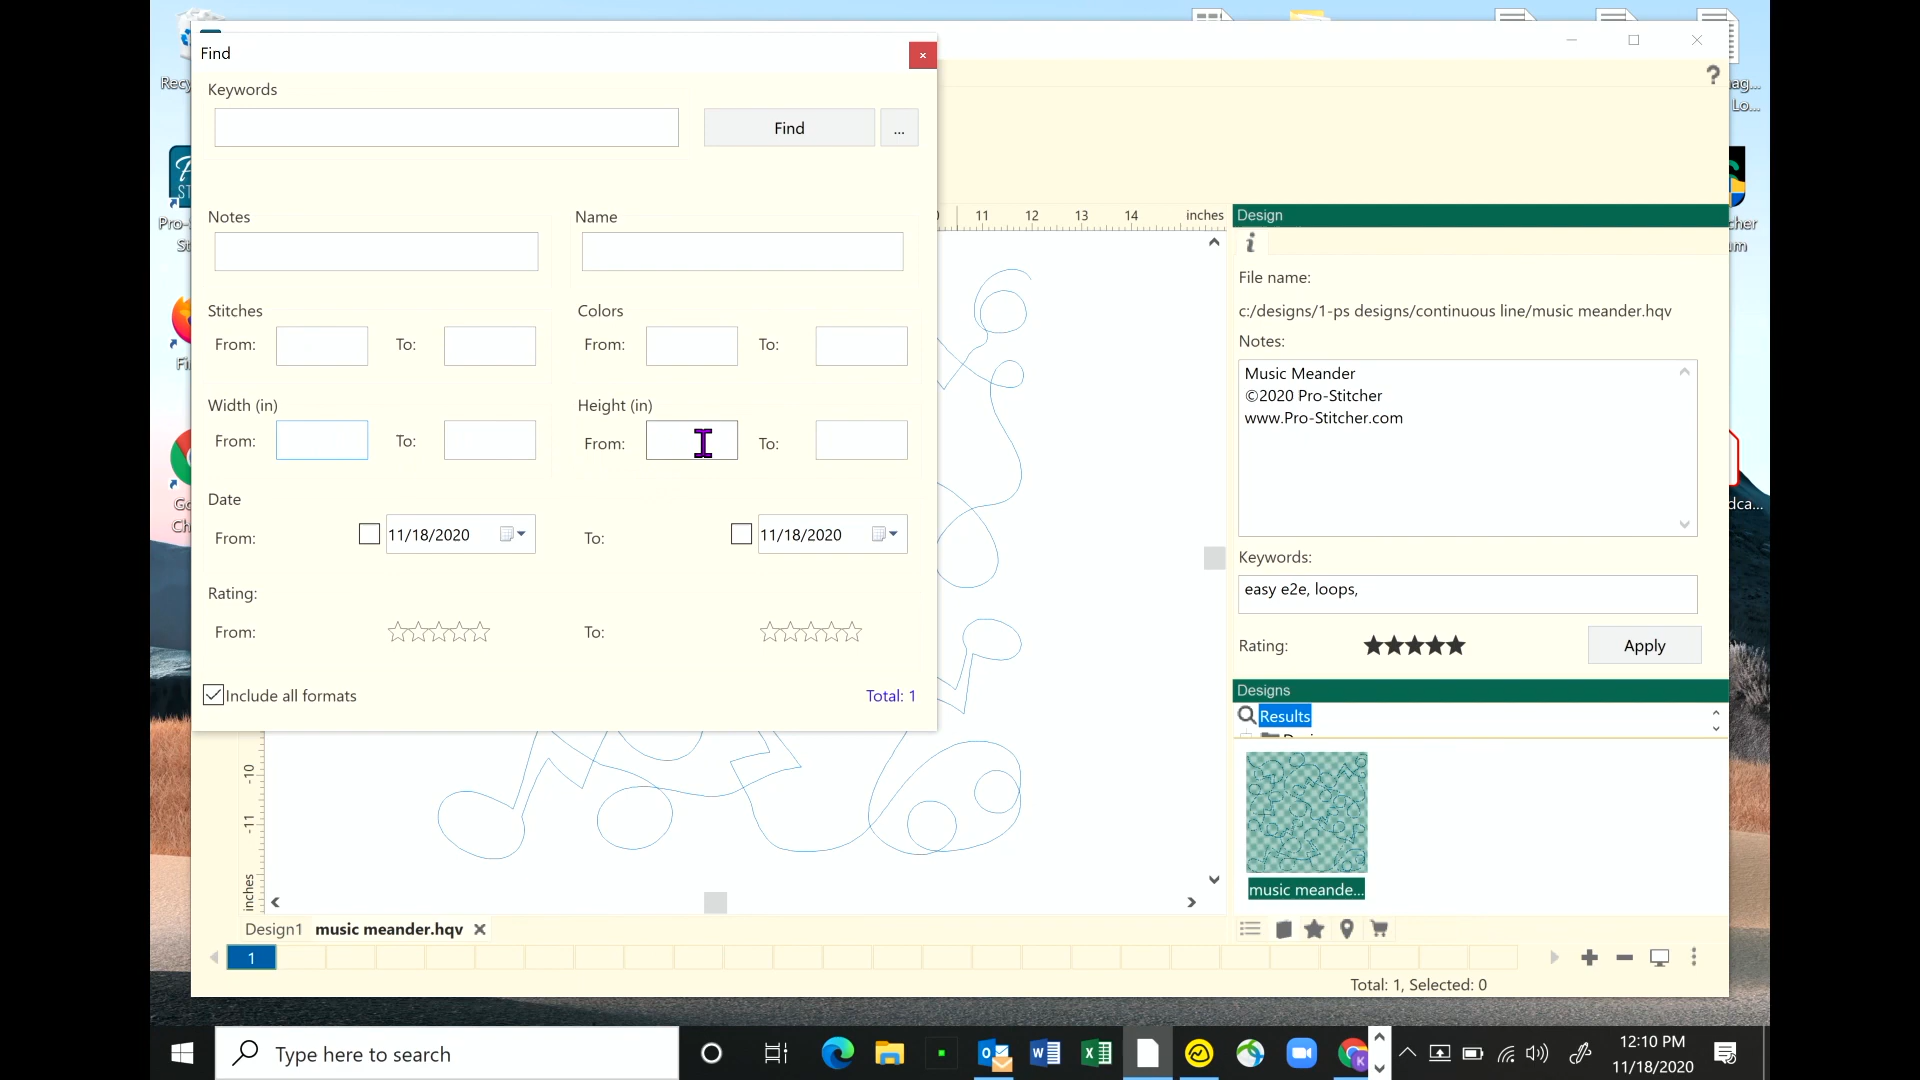 Find
Keywords
Find
...
Notes
Name
Stitches
Colors
From:
To:
From:
To:
Width (in)
Height (in)
From:
To:
From:
To:
Date
From:
11/18/2020
To:
11/18/2020
Rating:
From:
To:
Include all formats
Total: 1
?
11
12
13
14
inches
Design
File name:
c:/designs/1-ps designs/continuous line/music meander.hqv
Notes:
Music Meander
©2020 Pro-Stitcher
www.Pro-Stitcher.com
Keywords:
easy e2e, loops,
Rating:
Apply
Designs
Results
music meande...
-10
-11
inches
Design1
music meander.hqv
1
Total: 1, Selected: 0
Type here to search
12:10 PM
11/18/2020